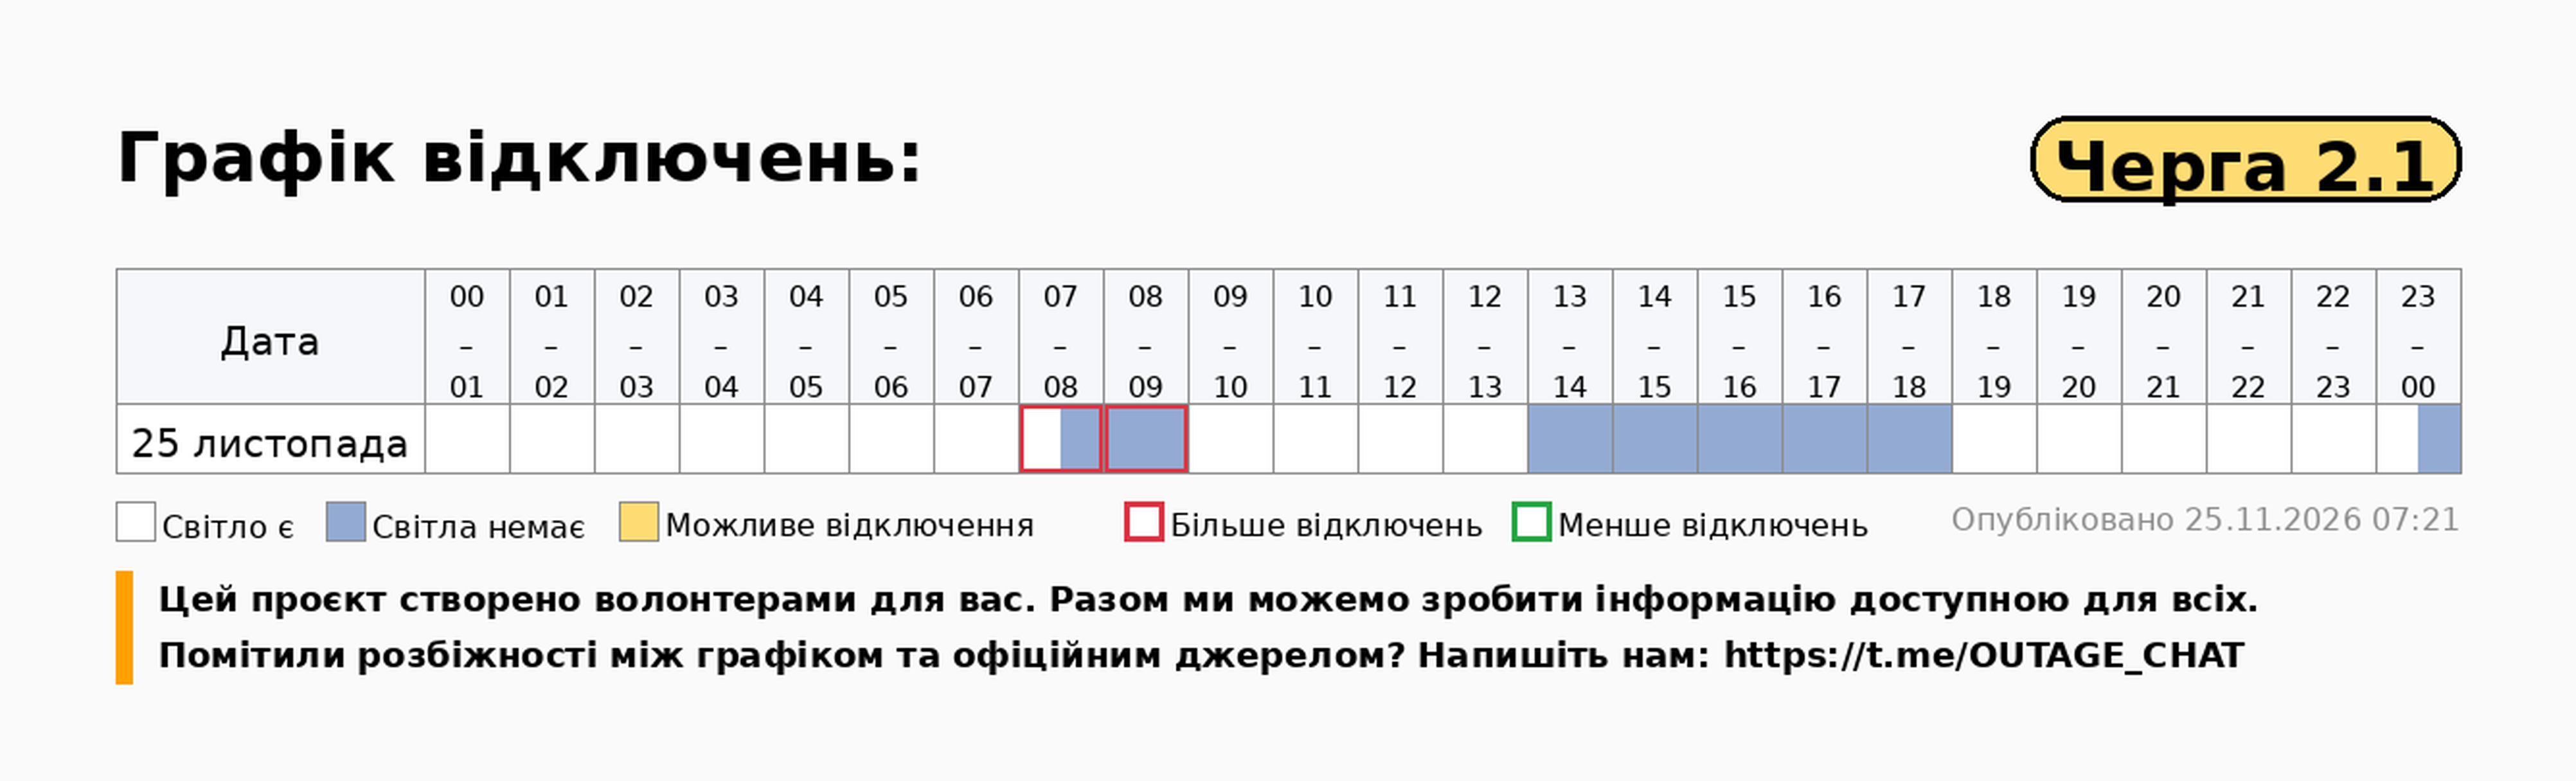 Графік відключень:
Черга 2.1
Дата
00 – 01
01 – 02
02 – 03
03 – 04
04 – 05
05 – 06
06 – 07
07 – 08
08 – 09
09 – 10
10 – 11
11 – 12
12 – 13
13 – 14
14 – 15
15 – 16
16 – 17
17 – 18
18 – 19
19 – 20
20 – 21
21 – 22
22 – 23
23 – 00
25 листопада
Світло є
Світла немає
Можливе відключення
Більше відключень
Менше відключень
Опубліковано 25.11.2026 07:21
Цей проєкт створено волонтерами для вас. Разом ми можемо зробити інформацію доступною для всіх.
Помітили розбіжності між графіком та офіційним джерелом? Напишіть нам: https://t.me/OUTAGE_CHAT